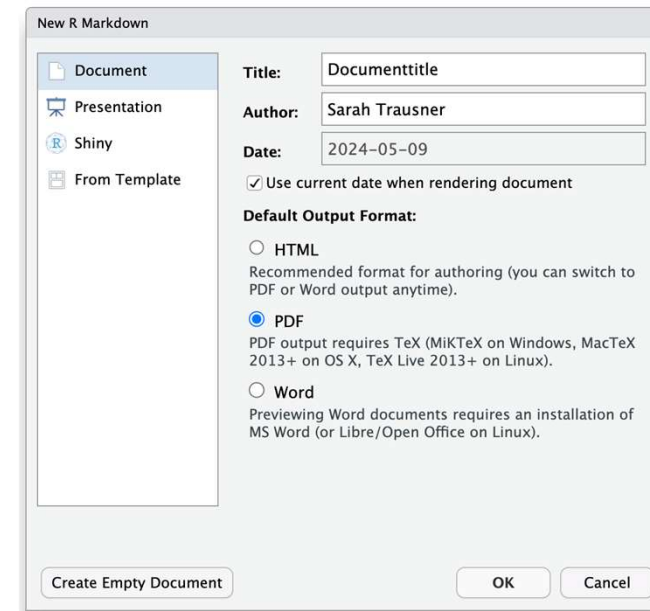 New R Markdown
Document
Presentation
R Shiny
From Template
Title: Documenttitle
Author: Sarah Trausner
Date: 2024-05-09
Use current date when rendering document
Default Output Format:
HTML
Recommended format for authoring (you can switch to
PDF or Word output anytime).
PDF
PDF output requires TeX (MiKTeX on Windows, MacTeX
2013+ on OS X, TeX Live 2013+ on Linux).
Word
Previewing Word documents requires an installation of
MS Word (or Libre/Open Office on Linux).
Create Empty Document
OK
Cancel